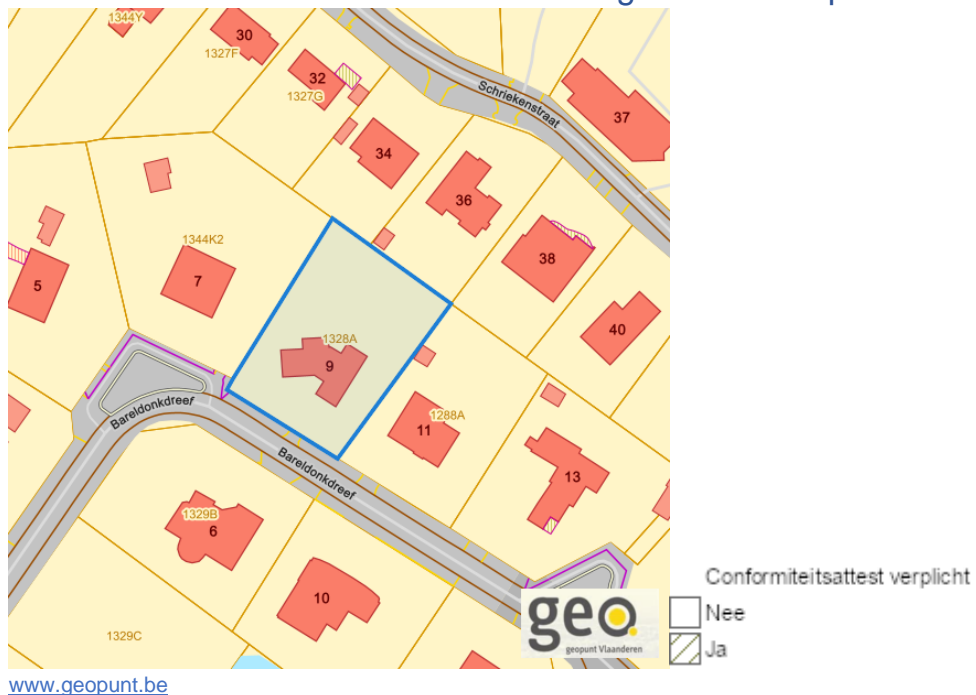 1344Y
30
1327F
32
1327G
Schriekenstraat
37
34
36
1344K2
38
5
7
40
1328A
9
1288A
11
Bareldonkdreef
Bareldonkdreef
13
1329B
6
10
1329C
geo.
geopunt Vlaanderen
Conformiteitsattest verplicht
Nee
Ja
www.geopunt.be